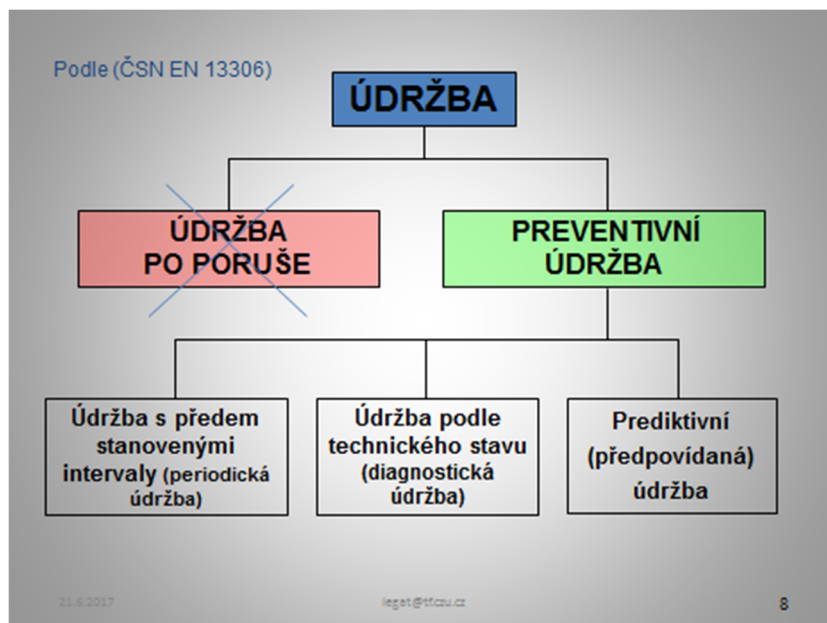 Podle (ČSN EN 13306)
ÚDRŽBA
ÚDRŽBA
PO PORUŠE
PREVENTIVNÍ
ÚDRŽBA
Údržba s předem
stanovenými
intervaly (periodická
údržba)
Údržba podle
technického stavu
(diagnostická
údržba)
Prediktivní
(předpovídaná)
údržba
21.6.2017
legat@tf.czu.cz
8